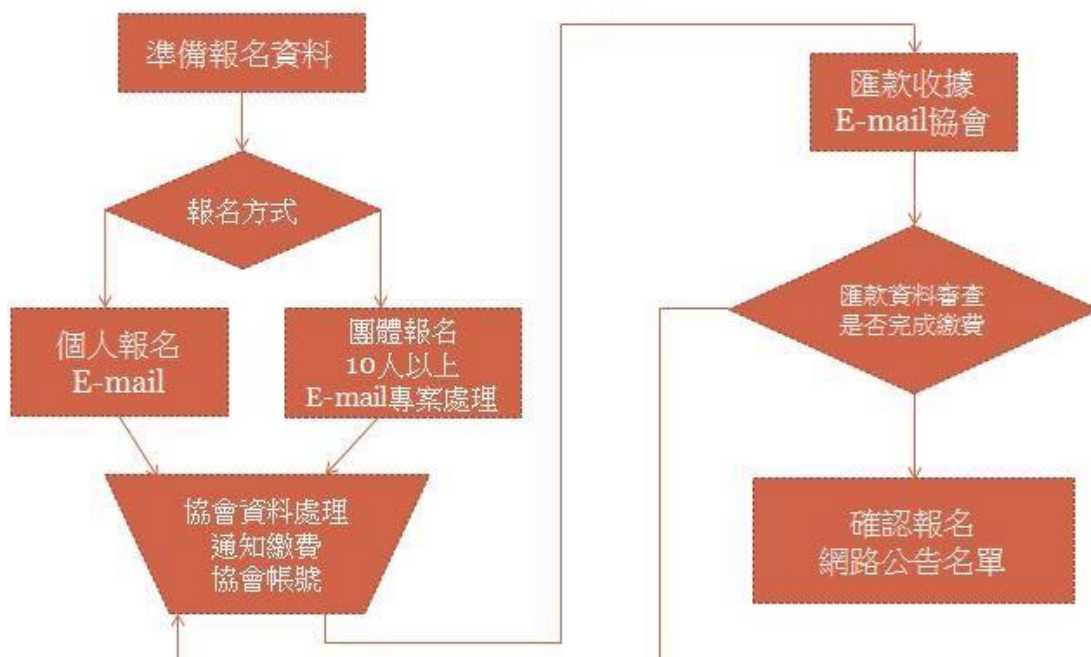 準備報名資料
報名方式
個人報名
E-mail
團體報名
10人以上
E-mail專案處理
協會資料處理
通知繳費
協會帳號
匯款收據
E-mail協會
匯款資料審查
是否完成繳費
確認報名
網路公告名單